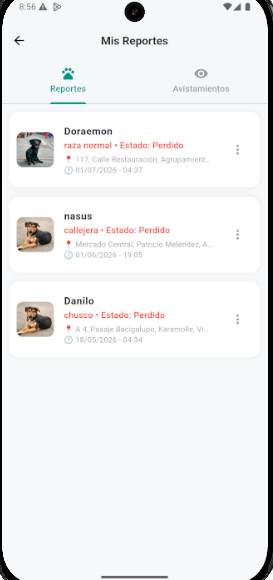 8:56
Mis Reportes
Reportes
Avistamientos
Doraemon
raza normal • Estado: Perdido
117, Calle Restauración, Agrupamient...
01/07/2026 - 04:37
nasus
callejera • Estado: Perdido
Mercado Central, Patricio Meléndez, A...
01/06/2026 - 19:05
Danilo
chusco • Estado: Perdido
A 4, Pasaje Bacigalupo, Karamolle, Vi...
18/05/2026 - 04:34